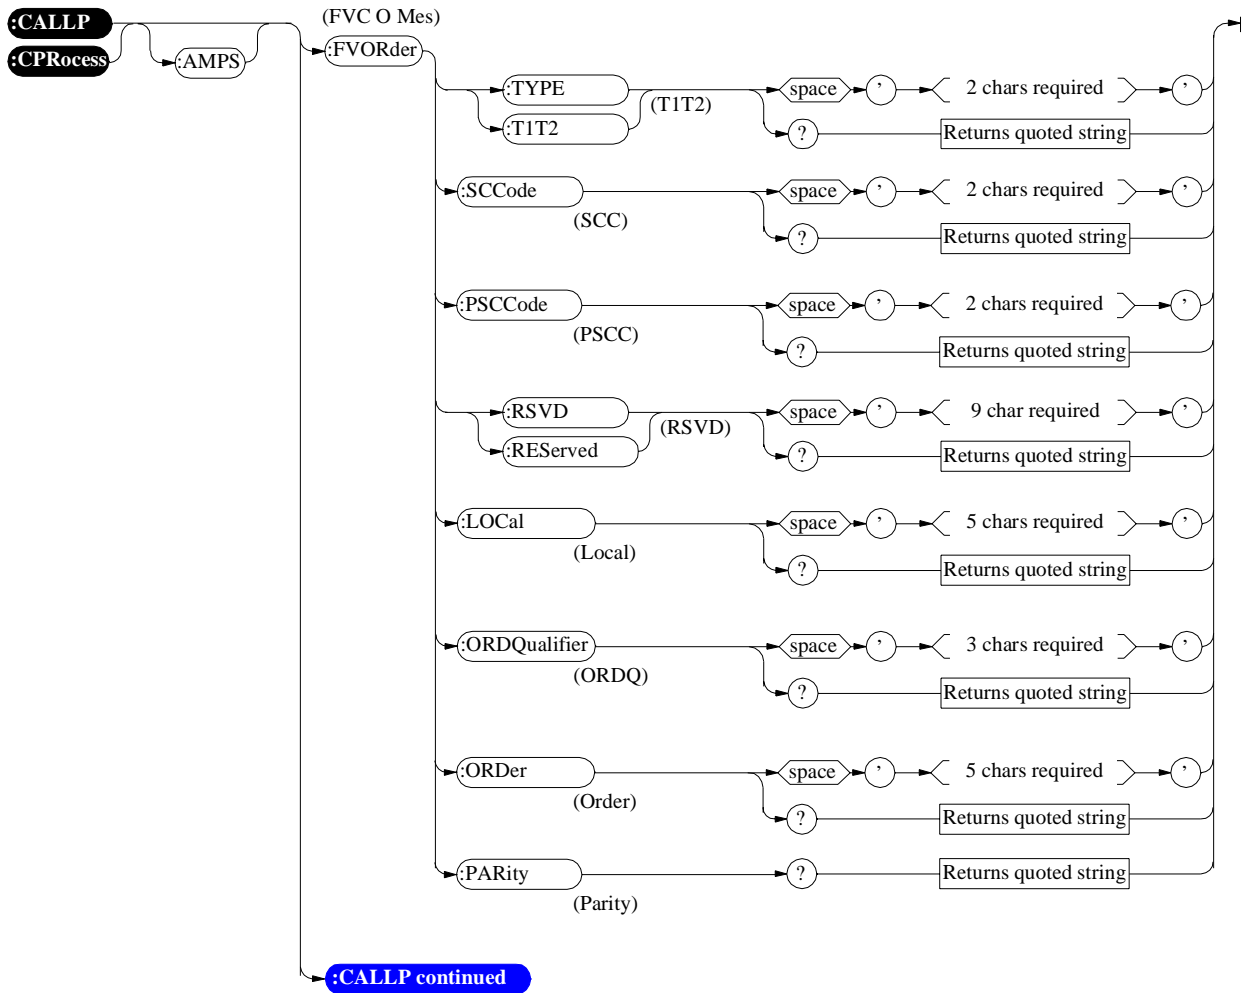 :CALLP
(FVC O Mes)
:CPRocess
:AMPS
:FVORder
:TYPE
(T1T2)
space ’ 2 chars required ’
:T1T2
? Returns quoted string
:SCCode
(SCC)
space ’ 2 chars required ’
? Returns quoted string
:PSCCode
(PSCC)
space ’ 2 chars required ’
? Returns quoted string
:RSVD
(RSVD)
space ’ 9 char required ’
:REServed
? Returns quoted string
:LOCal
(Local)
space ’ 5 chars required ’
? Returns quoted string
:ORDQualifier
(ORDQ)
space ’ 3 chars required ’
? Returns quoted string
:ORDer
(Order)
space ’ 5 chars required ’
? Returns quoted string
:PARity
(Parity)
? Returns quoted string
:CALLP continued